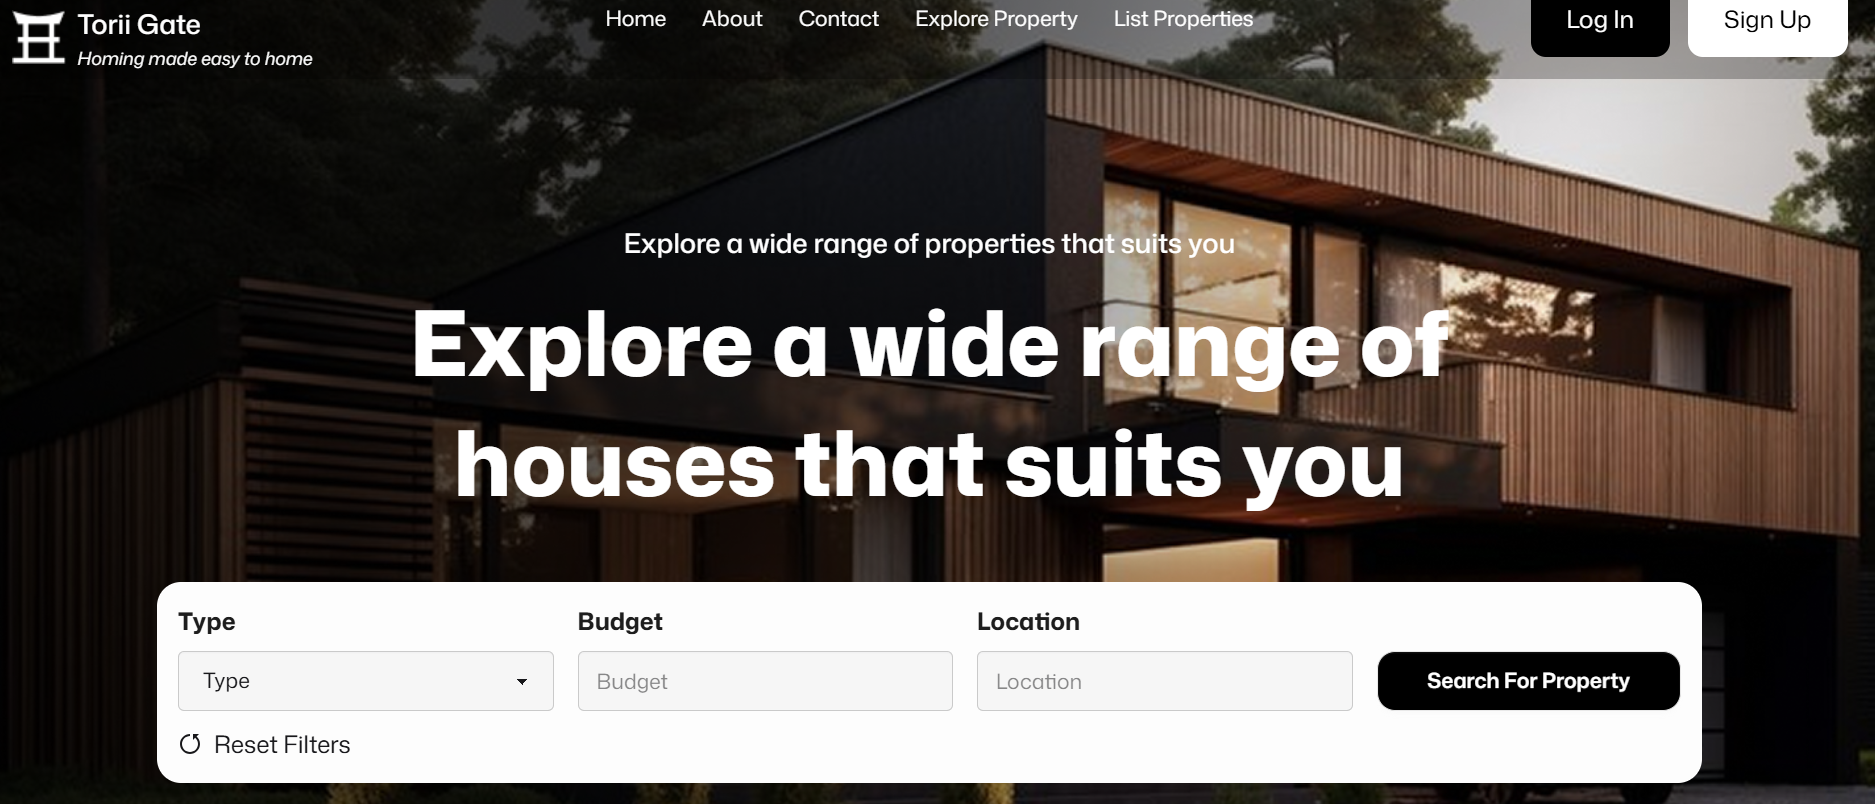 Torii Gate
Homing made easy to home
Home About Contact Explore Property List Properties
Log In
Sign Up
Explore a wide range of properties that suits you
Explore a wide range of
houses that suits you
Type
Budget
Location
Type
Budget
Location
Search For Property
Reset Filters